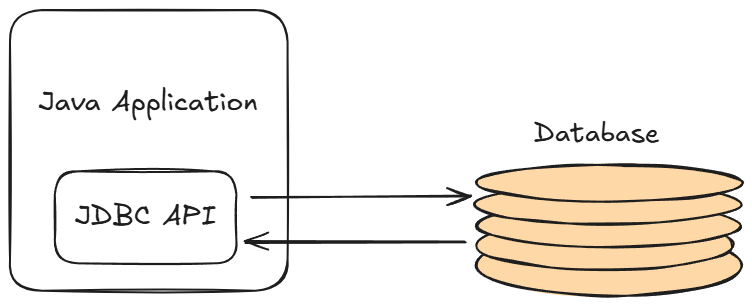 Java Application
Database
JDBC API